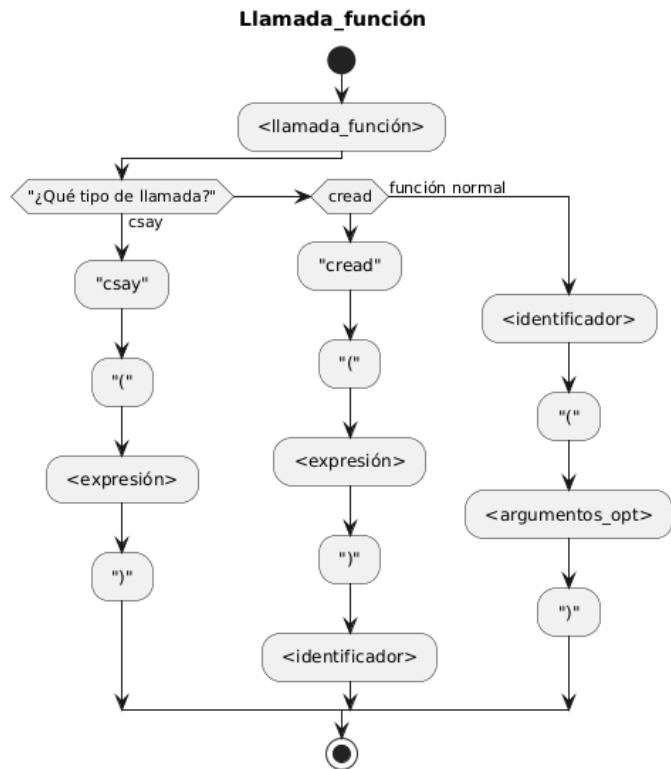 Llamada_función
<llamada_función>
"¿Qué tipo de llamada?"
csay
"csay"
"("
<expresión>
")"
cread
"cread"
"("
<expresión>
")"
<identificador>
función normal
<identificador>
"("
<argumentos_opt>
")"